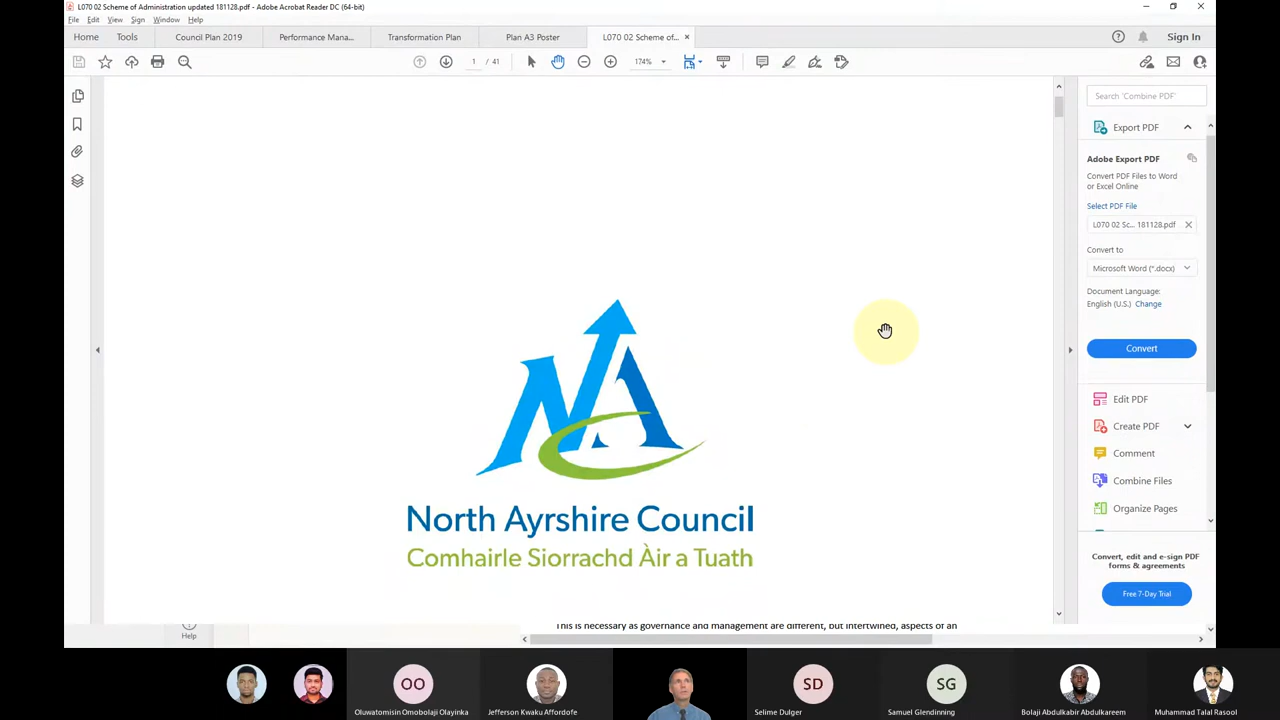 L070 02 Scheme of Administration updated 181128.pdf - Adobe Acrobat Reader DC (64-bit)
File Edit View Sign Window Help
Home Tools Council Plan 2019 Performance Mana... Transformation Plan Plan A3 Poster L070 02 Scheme of... × Sign In
1 / 41 174%
Search 'Combine PDF'
Export PDF
Adobe Export PDF
Convert PDF Files to Word
or Excel Online
Select PDF File
L070 02 Sc... 181128.pdf
Convert to
Microsoft Word (*.docx)
Document Language:
English (U.S.) Change
Convert
Edit PDF
Create PDF
Comment
Combine Files
Organize Pages
Convert, edit and e-sign PDF
forms & agreements
Free 7-Day Trial
NA
North Ayrshire Council
Comhairle Siorrachd Àir a Tuath
This is necessary as governance and management are different, but intertwined, aspects of an
Help
OO SD SG
Oluwatomisin Omobolaji Olayinka Jefferson Kwaku Affordofe Selime Dulger Samuel Glendinning Bolaji Abdulkabir Abdulkareem Muhammad Talal Rasool